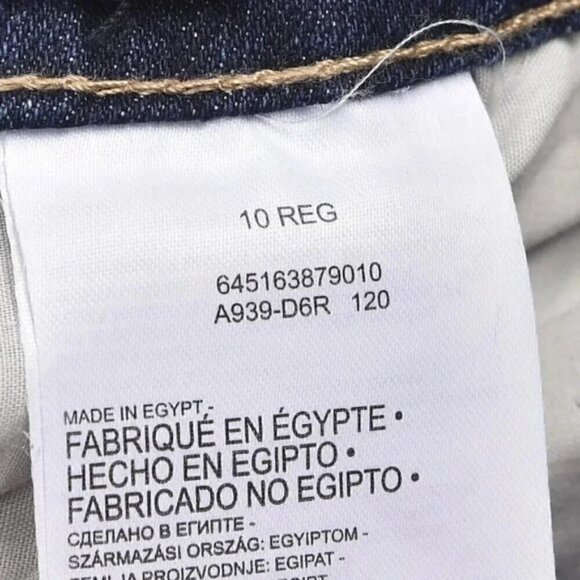 10 REG
645163879010
A939-D6R 120
MADE IN EGYPT -
FABRIQUÉ EN ÉGYPTE •
HECHO EN EGIPTO •
FABRICADO NO EGIPTO •
СДЕЛАНО В ЕГИПТЕ -
SZÁRMAZÁSI ORSZÁG: EGYIPTOM -
ZEMLJA PROIZVODNJE: EGIPAT -